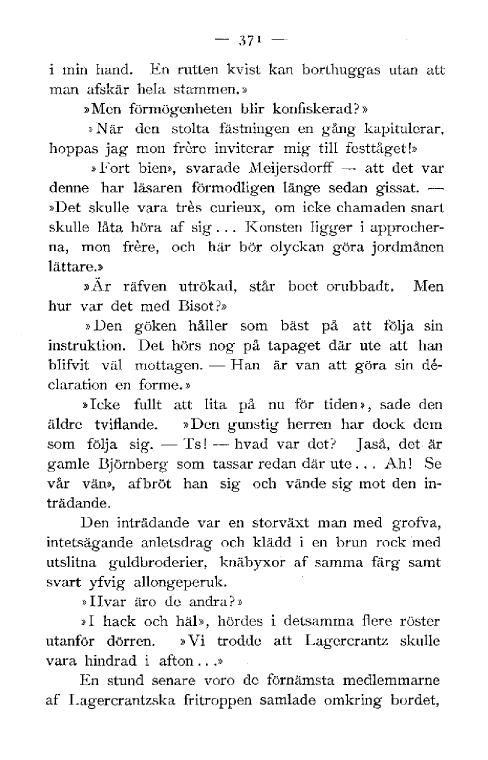 — 371 —
i min hand. En rutten kvist kan borthuggas utan att
man afskär hela stammen.»
»Men förmögenheten blir konfiskerad?»
»När den stolta fästningen en gång kapitulerar,
hoppas jag mon frère inviterar mig till festtåget!»
»Fort bien», svarade Meijersdorff — att det var
denne har läsaren förmodligen länge sedan gissat. —
»Det skulle vara très curieux, om icke chamaden snart
skulle låta höra af sig... Konsten ligger i approcher-
na, mon frère, och här bör olyckan göra jordmånen
lättare.»
»Är räfven utrökad, står boet orubbadt. Men
hur var det med Bisot?»
»Den göken håller som bäst på att följa sin
instruktion. Det hörs nog på tapaget där ute att han
blifvit väl mottagen. — Han är van att göra sin dé-
claration en forme.»
»Icke fullt att lita på nu för tiden», sade den
äldre tviflande. »Den gunstig herren har dock dem
som följa sig. — Ts! — hvad var det? Jaså, det är
gamle Björnberg som tassar redan där ute... Ah! Se
vår vän», afbröt han sig och vände sig mot den in-
trädande.
Den inträdande var en storväxt man med grofva,
intetsägande anletsdrag och klädd i en brun rock med
utslitna guldbroderier, knäbyxor af samma färg samt
svart yfvig allongeperuk.
»Hvar äro de andra?»
»I hack och häl», hördes i detsamma flere röster
utanför dörren. »Vi trodde att Lagercrantz skulle
vara hindrad i afton...»
En stund senare voro de förnämsta medlemmarne
af Lagercrantzska fritroppen samlade omkring bordet,